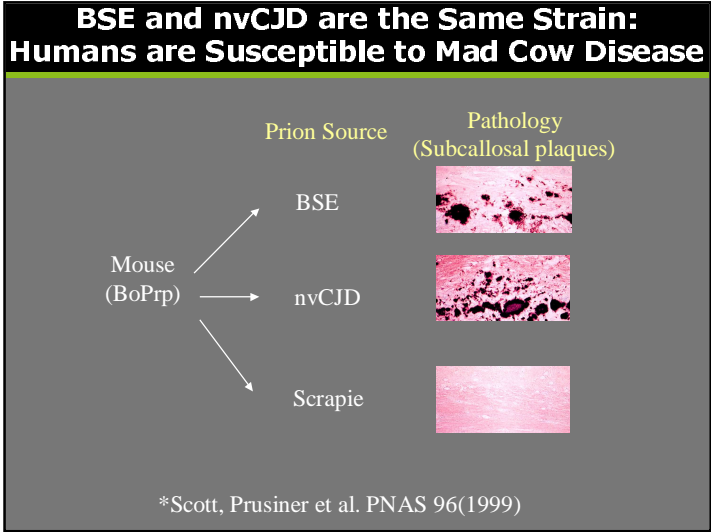 BSE and nvCJD are the Same Strain:
Humans are Susceptible to Mad Cow Disease
Prion Source
Pathology
(Subcallosal plaques)
BSE
Mouse
(BoPrp)
nvCJD
Scrapie
*Scott, Prusiner et al. PNAS 96(1999)